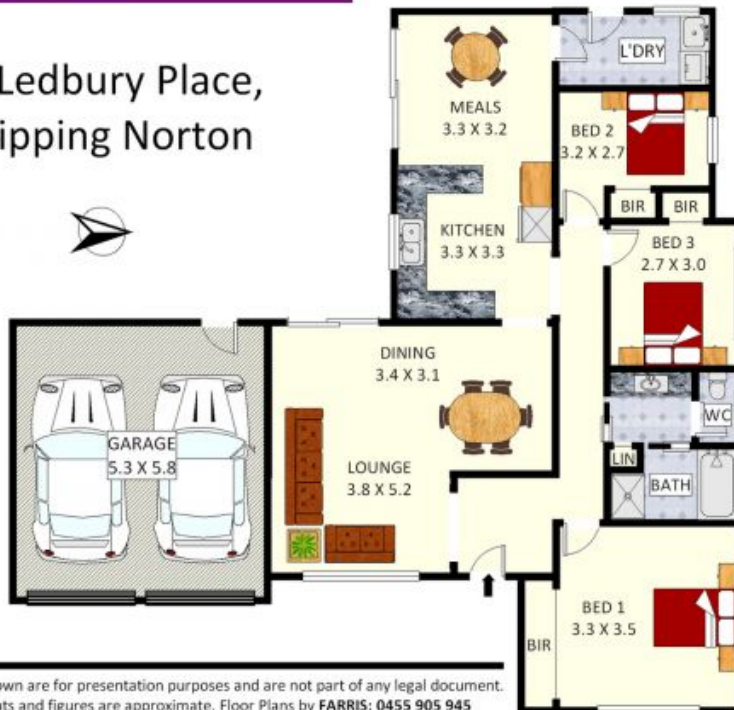 Ledbury Place,
ipping Norton
L'DRY
MEALS
3.3 X 3.2
BED 2
3.2 X 2.7
BIR
BIR
KITCHEN
3.3 X 3.3
BED 3
2.7 X 3.0
DINING
3.4 X 3.1
WC
GARAGE
5.3 X 5.8
LOUNGE
3.8 X 5.2
LIN
BATH
BED 1
3.3 X 3.5
BIR
own are for presentation purposes and are not part of any legal document.
nts and figures are approximate. Floor Plans by FARRIS: 0455 905 945